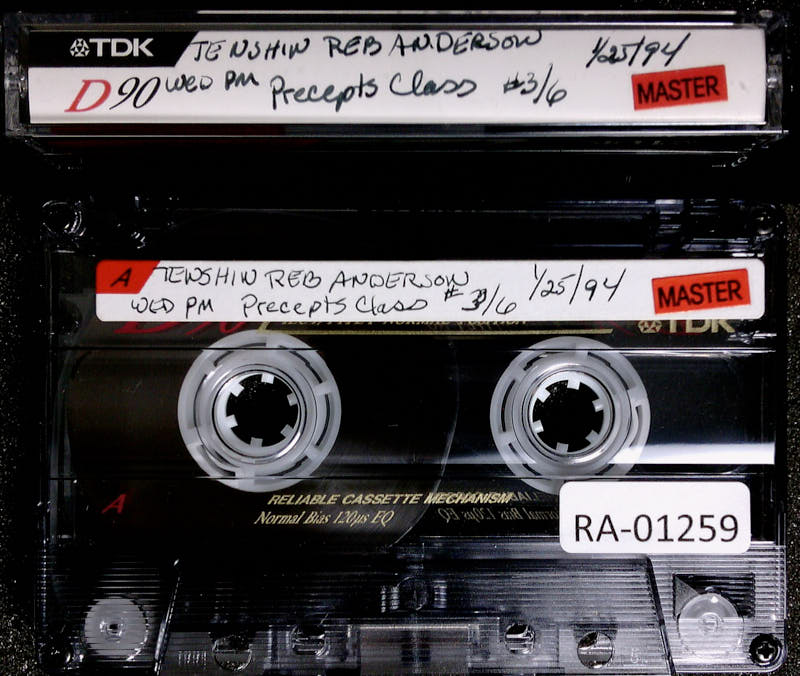 TDK TENSHIN REB ANDERSON 1/25/94
D90 WED PM Precepts Class #3/6 MASTER
A TENSHIN REB ANDERSON 1/25/94
WED PM Precepts Class #3/6 MASTER
TDK
RELIABLE CASSETTE MECHANISM
A
Normal Bias 120µs EQ
RA-01259